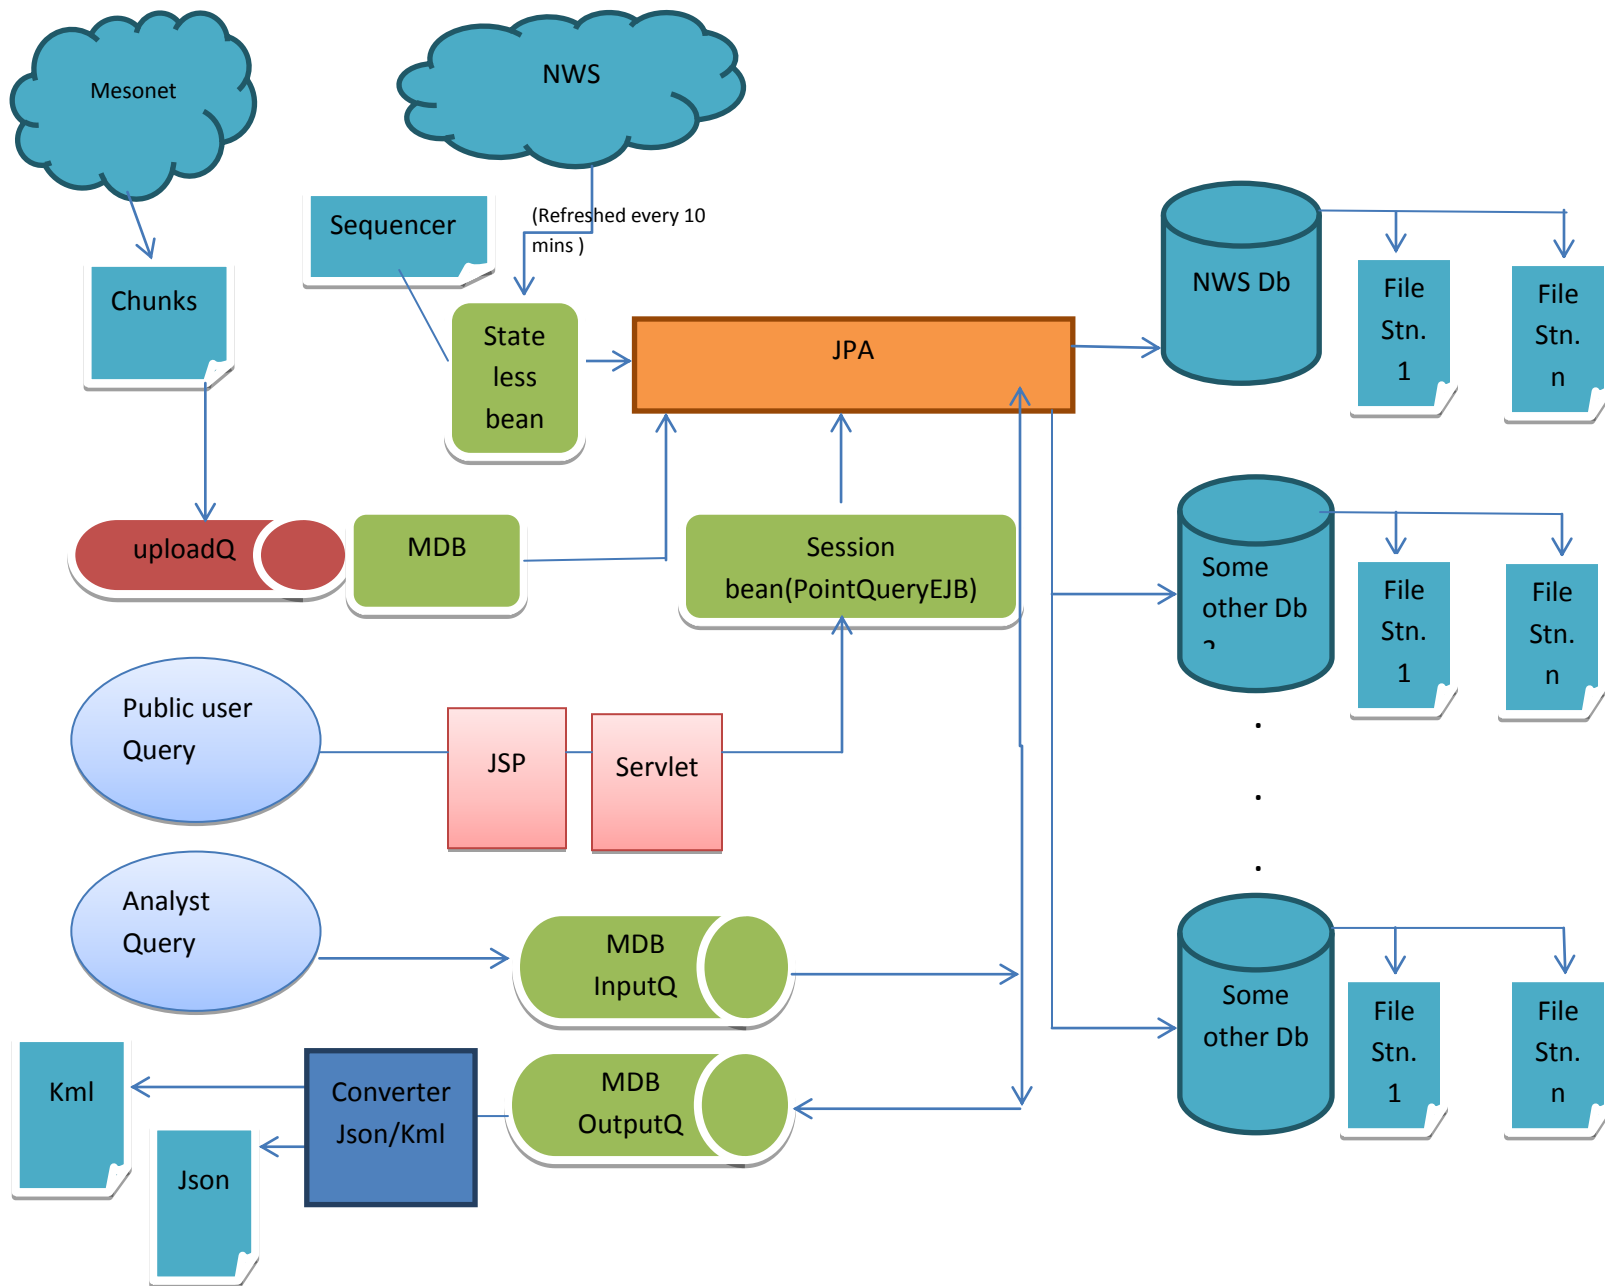 Mesonet
NWS
(Refreshed every 10
mins )
Sequencer
Chunks
State
less
bean
JPA
NWS Db
File
Stn.
1
File
Stn.
n
uploadQ
MDB
Session
bean(PointQueryEJB)
Some
other Db
File
Stn.
1
File
Stn.
n
.
.
.
Public user
Query
JSP
Servlet
Analyst
Query
MDB
InputQ
Some
other Db
File
Stn.
1
File
Stn.
n
Kml
Json
Converter
Json/Kml
MDB
OutputQ